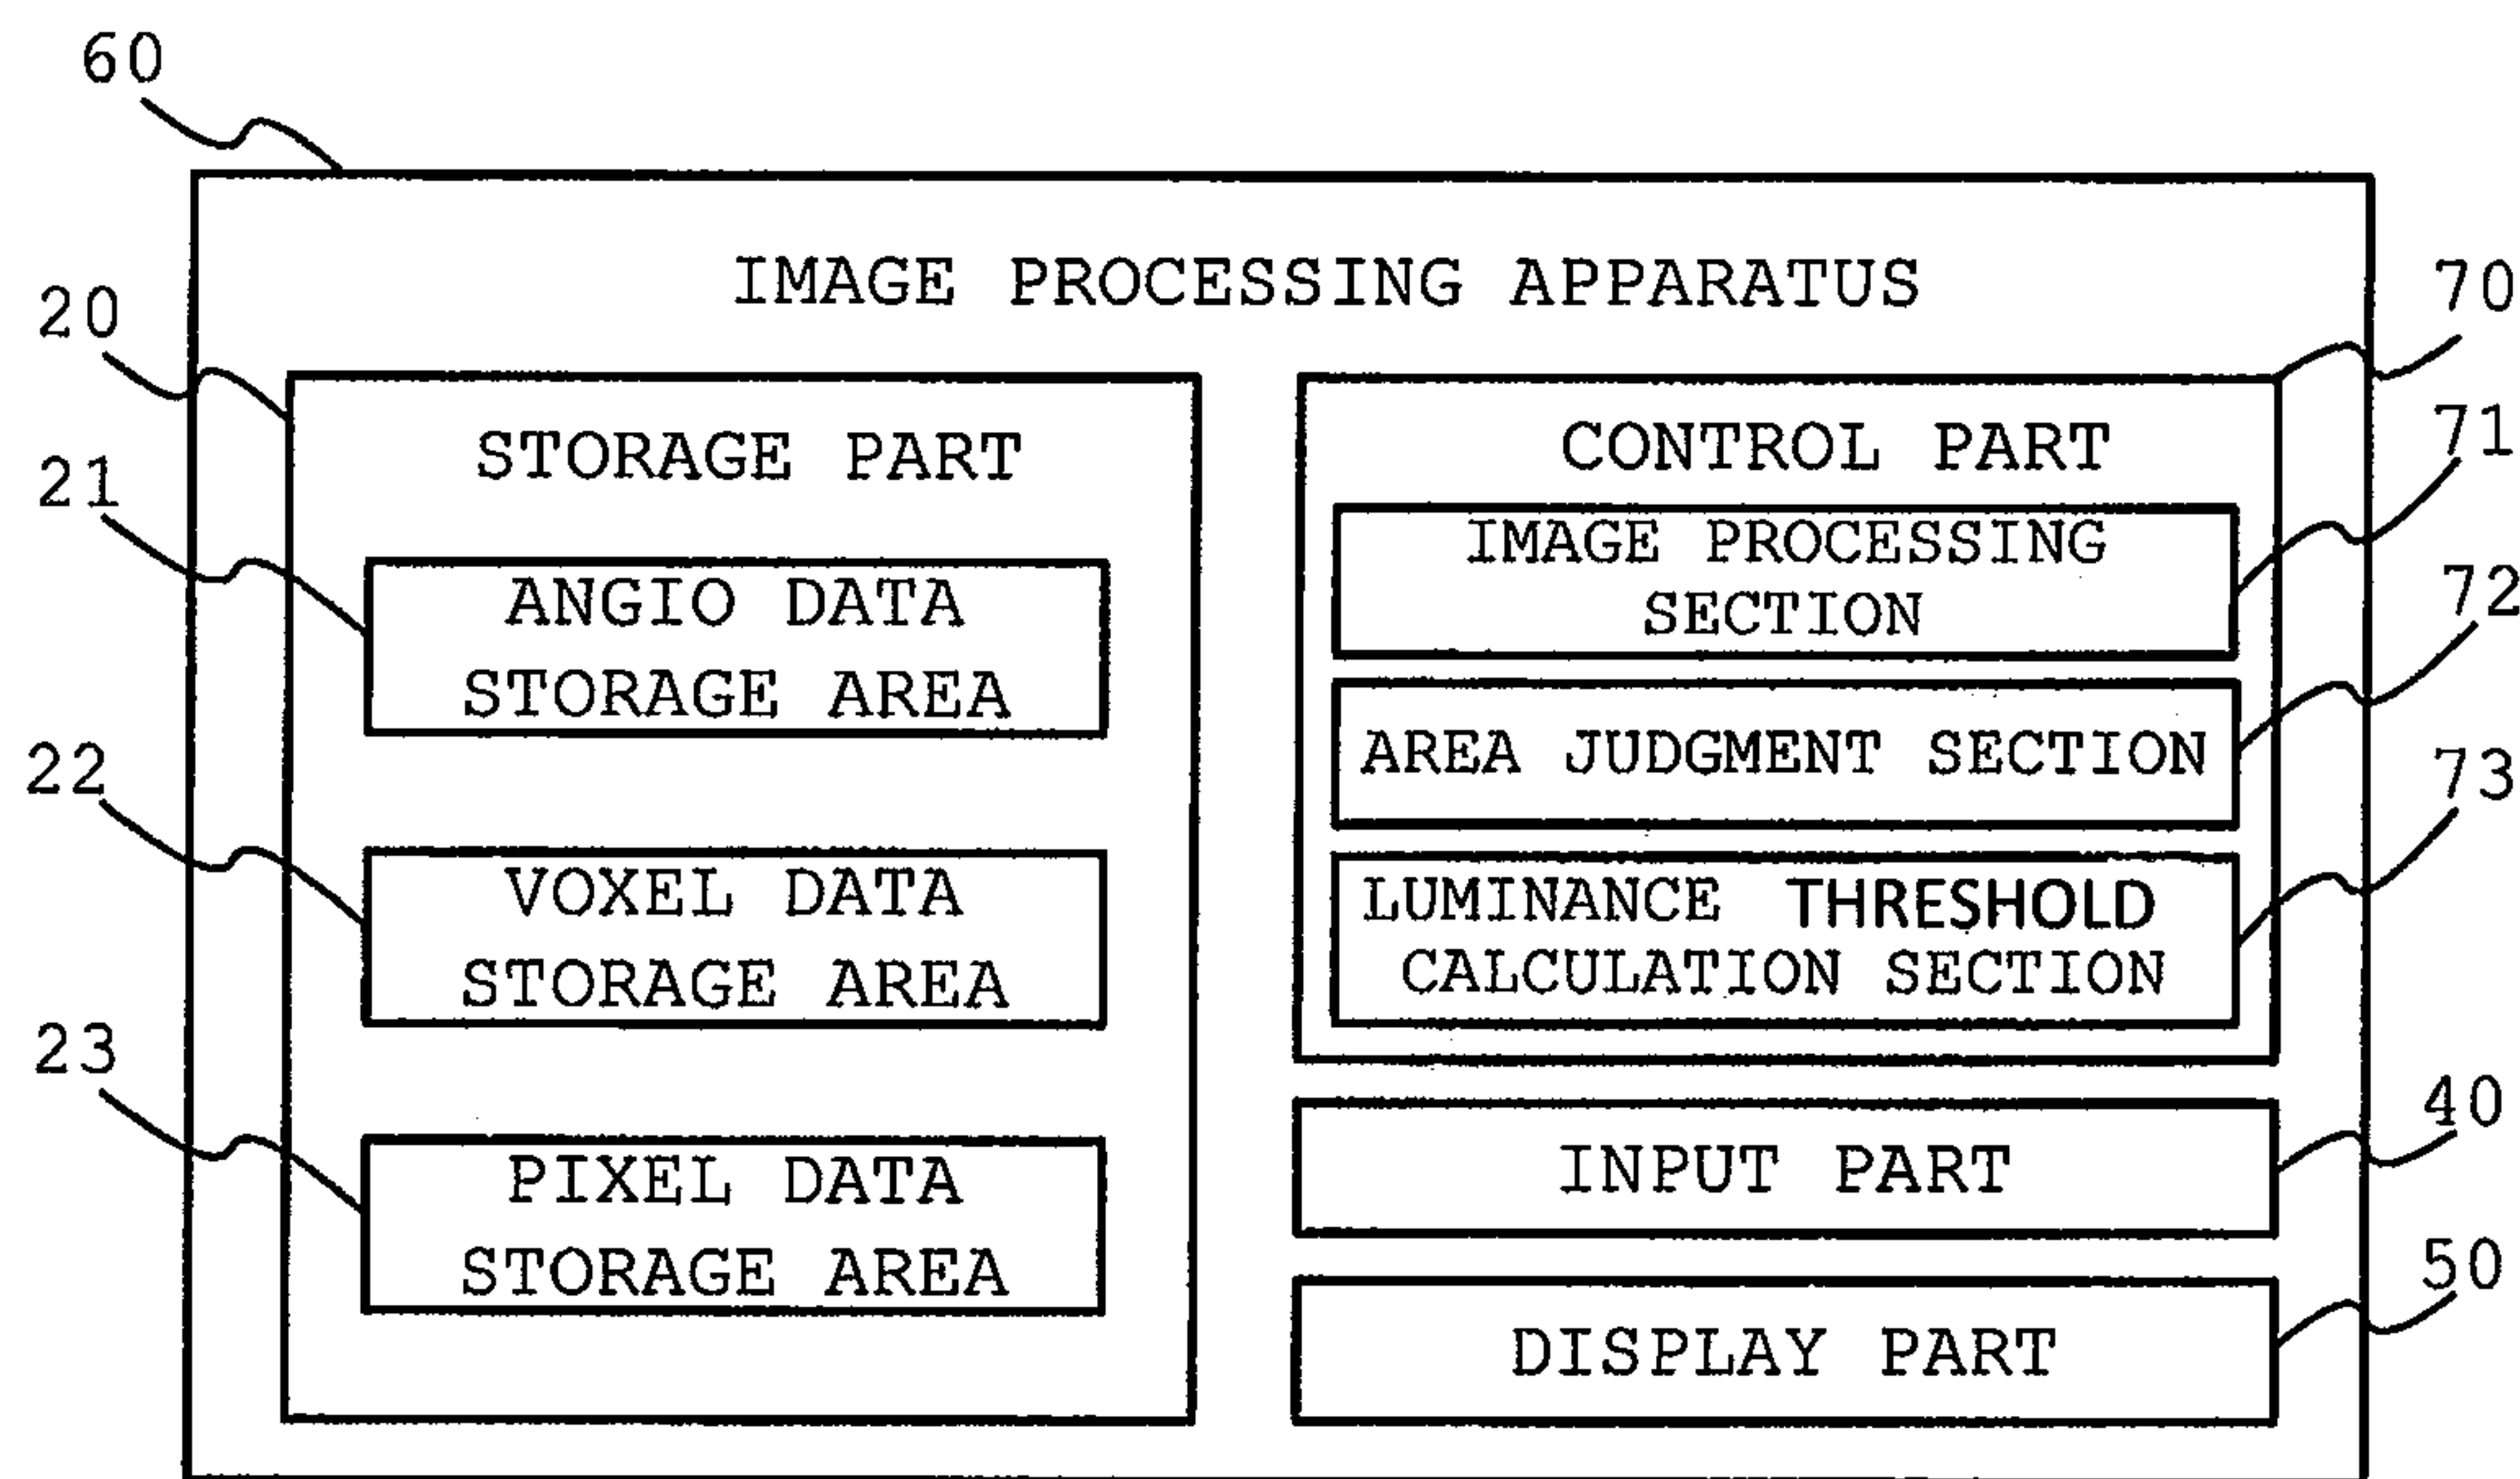 60
IMAGE PROCESSING APPARATUS
20
STORAGE PART
21
ANGIO DATA
STORAGE AREA
22
VOXEL DATA
STORAGE AREA
23
PIXEL DATA
STORAGE AREA
70
CONTROL PART
71
IMAGE PROCESSING
SECTION
72
AREA JUDGMENT SECTION
73
LUMINANCE THRESHOLD
CALCULATION SECTION
40
INPUT PART
50
DISPLAY PART